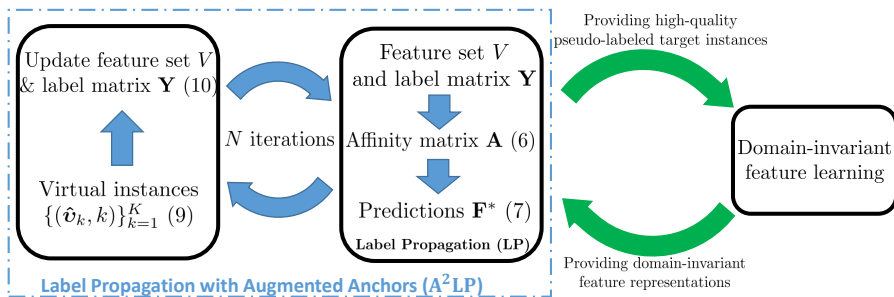 Update feature set V
& label matrix Y (10)
Virtual instances
{(v̂ₖ, k)}ᴷₖ₌₁ (9)
N iterations
Feature set V
and label matrix Y
Affinity matrix A (6)
Predictions F* (7)
Label Propagation (LP)
Label Propagation with Augmented Anchors (A²LP)
Providing high-quality
pseudo-labeled target instances
Domain-invariant
feature learning
Providing domain-invariant
feature representations